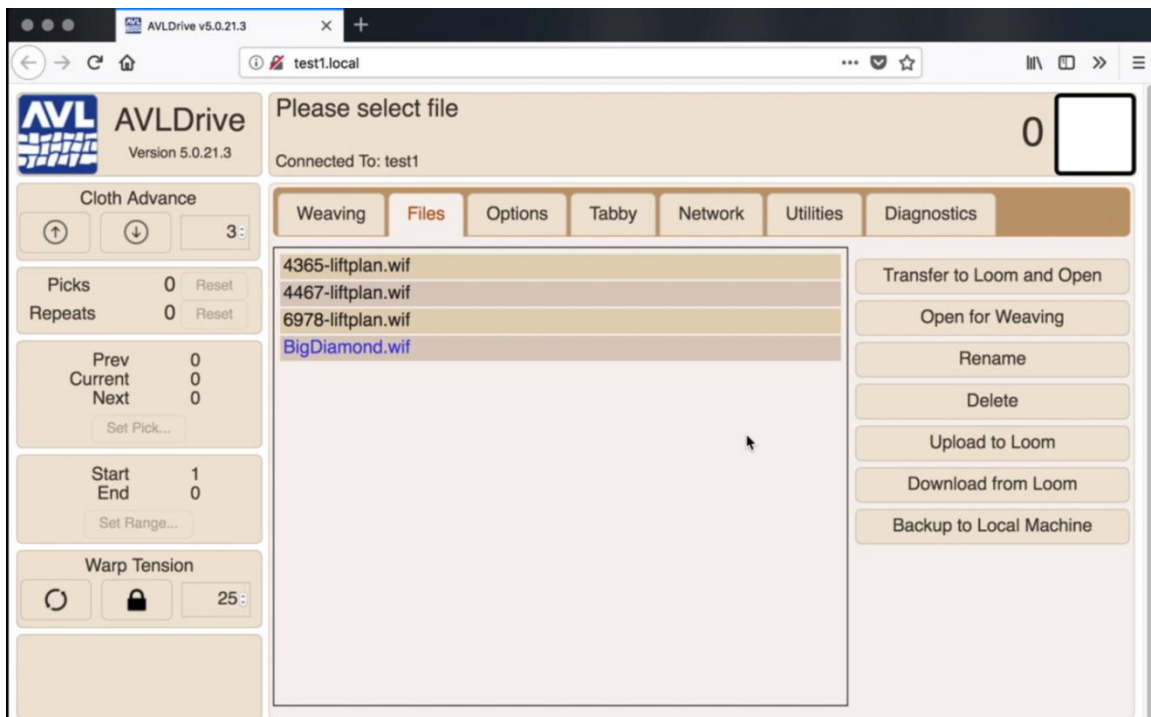 AVLDrive v5.0.21.3
test1.local
AVL
AVLDrive
Version 5.0.21.3
Please select file
Connected To: test1
0
Cloth Advance
3
Picks 0 Reset
Repeats 0 Reset
Prev 0
Current 0
Next 0
Set Pick...
Start 1
End 0
Set Range...
Warp Tension
25
Weaving Files Options Tabby Network Utilities Diagnostics
4365-liftplan.wif
4467-liftplan.wif
6978-liftplan.wif
BigDiamond.wif
Transfer to Loom and Open
Open for Weaving
Rename
Delete
Upload to Loom
Download from Loom
Backup to Local Machine